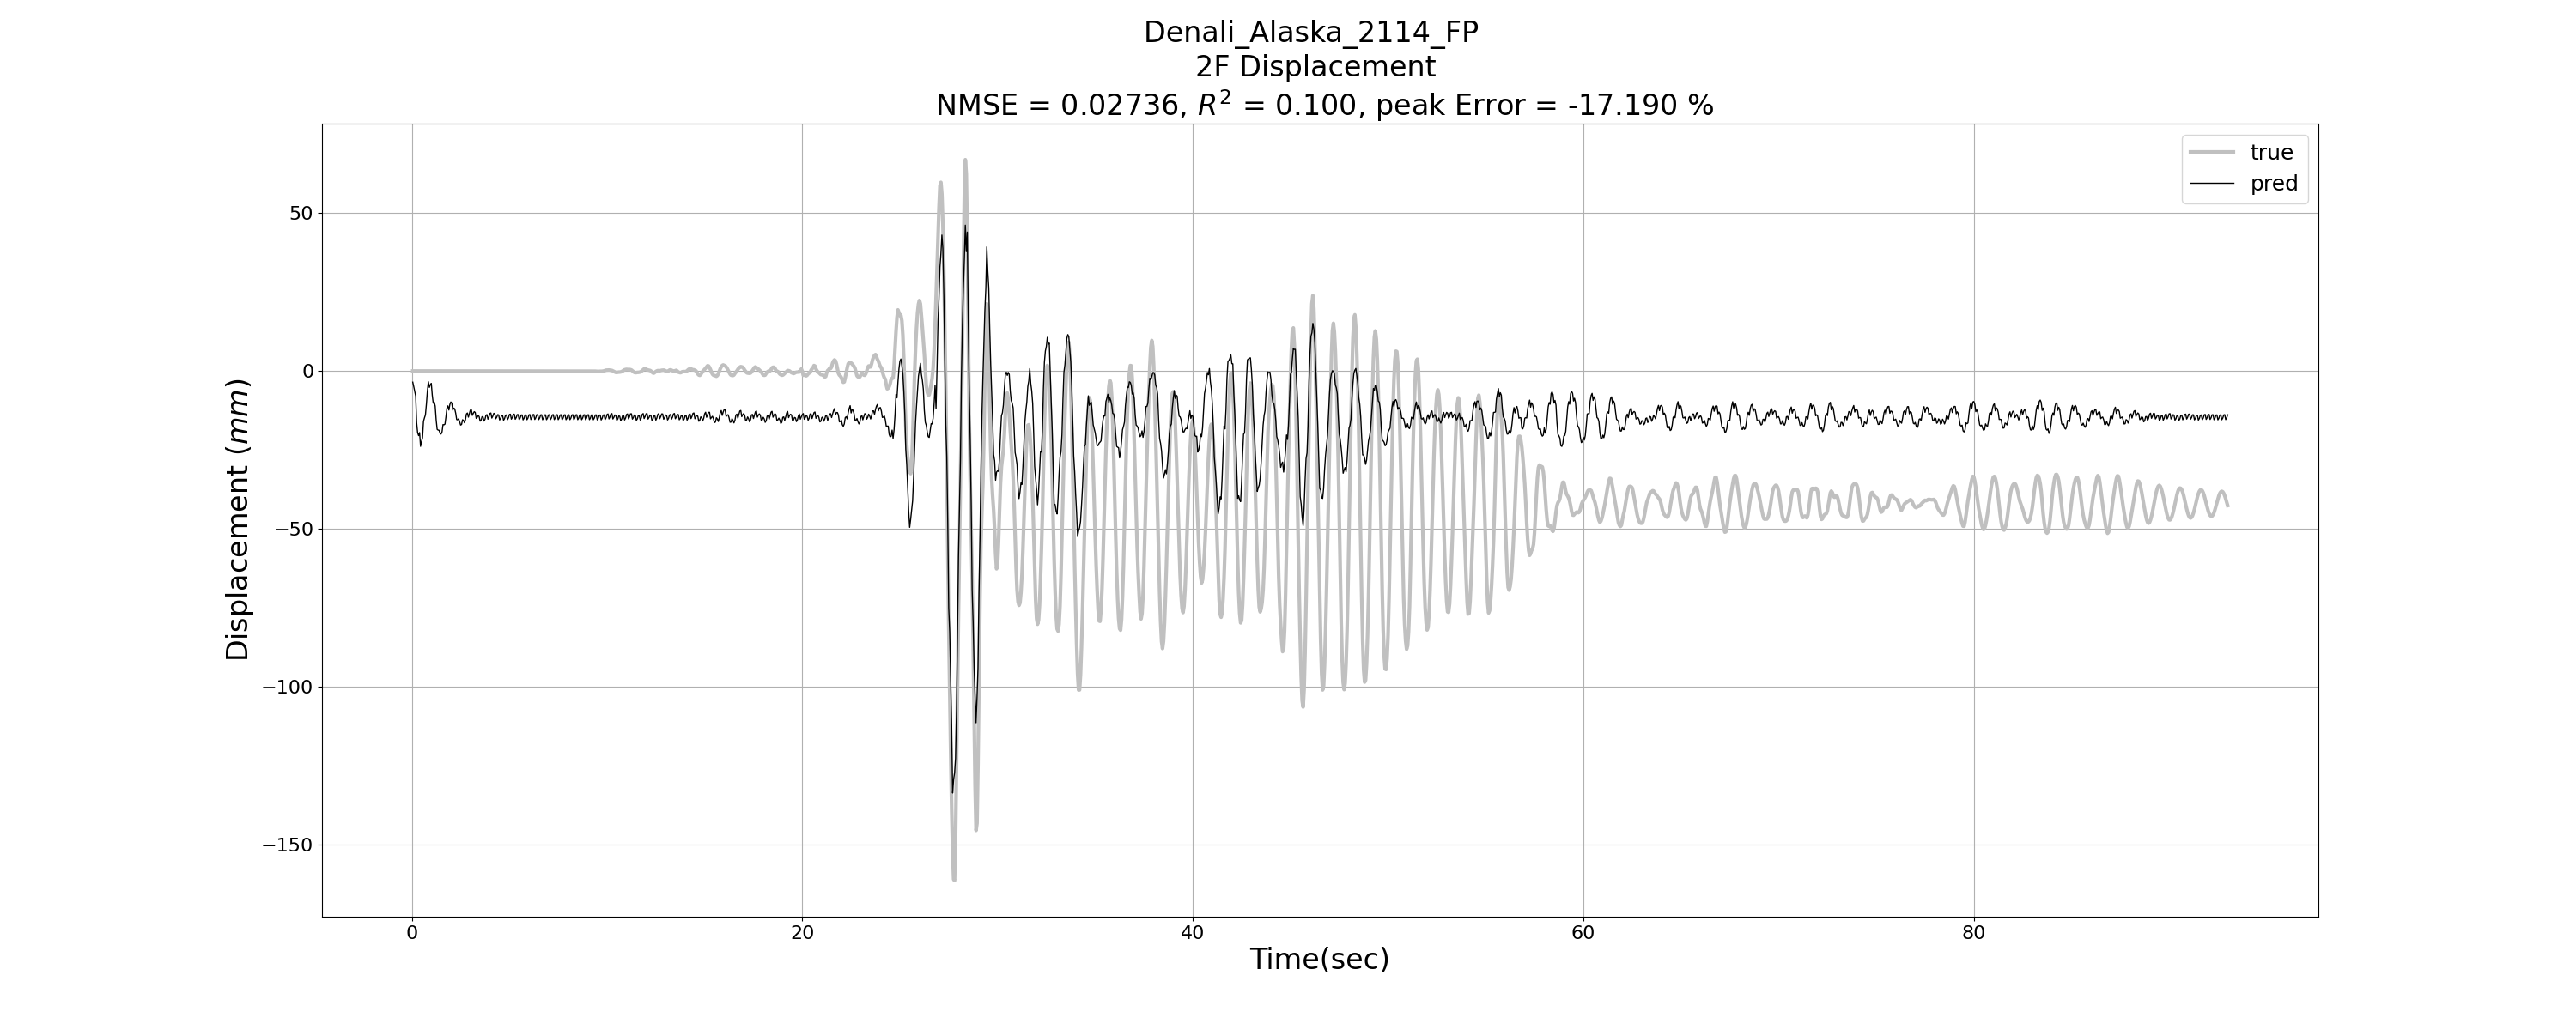 Denali_Alaska_2114_FP
2F Displacement
NMSE = 0.02736, R² = 0.100, peak Error = -17.190 %
true
pred
50
0
−50
−100
−150
Displacement (mm)
0
20
40
60
80
Time(sec)